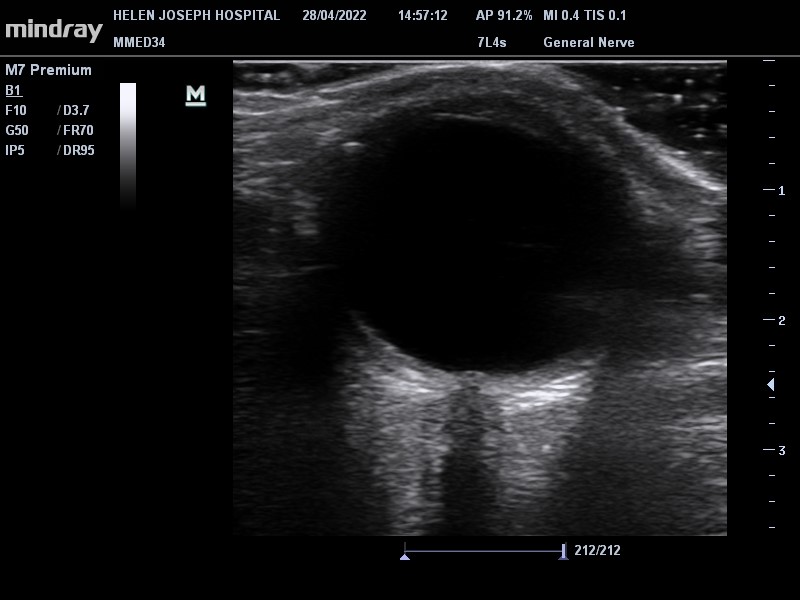 mindray
HELEN JOSEPH HOSPITAL 28/04/2022 14:57:12 AP 91.2% MI 0.4 TIS 0.1
MMED34 7L4s General Nerve
M7 Premium
B1
F10 / D3.7
G50 / FR70
IP5 / DR95
M
1
2
3
212/212